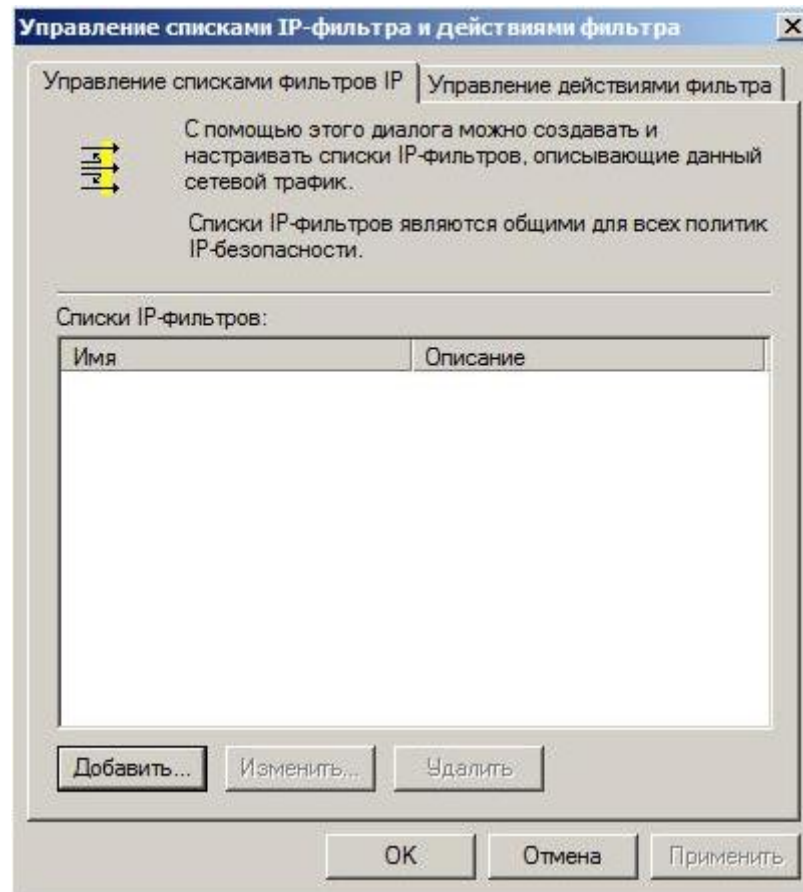 Управление списками IP-фильтра и действиями фильтра
Управление списками фильтров IP
Управление действиями фильтра
С помощью этого диалога можно создавать и
настраивать списки IP-фильтров, описывающие данный
сетевой трафик.
Списки IP-фильтров являются общими для всех политик
IP-безопасности.
Списки IP-фильтров:
Имя
Описание
Добавить...
Изменить...
Удалить
OK
Отмена
Применить